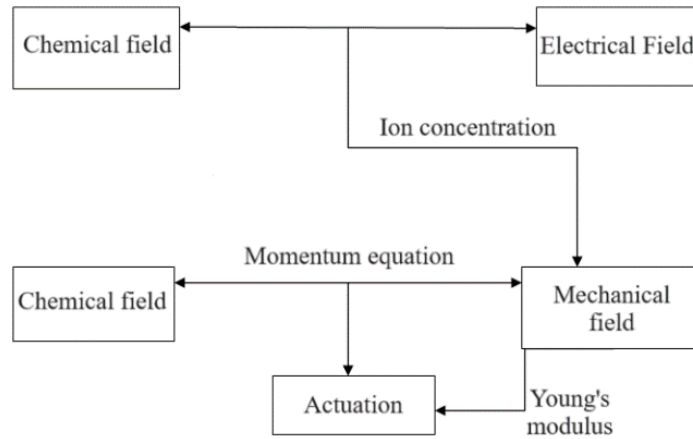 Chemical field
Electrical Field
Ion concentration
Momentum equation
Chemical field
Mechanical
field
Actuation
Young's
modulus